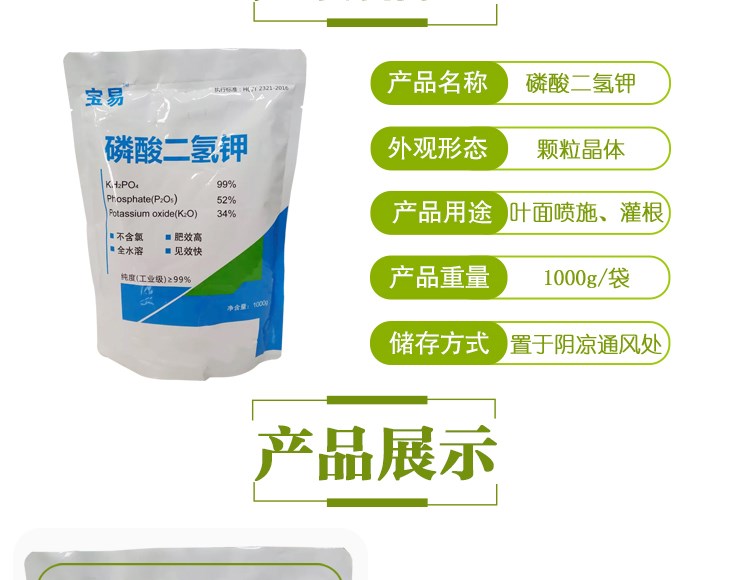 宝易
执行标准：HG/T 2321-2016
磷酸二氢钾
KH₂PO₄ 99%
Phosphate(P₂O₅) 52%
Potassium oxide(K₂O) 34%
■ 不含氯 ■ 肥效高
■ 全水溶 ■ 见效快
纯度(工业级)≥99%
净含量：1000g
产品名称 磷酸二氢钾
外观形态 颗粒晶体
产品用途 叶面喷施、灌根
产品重量 1000g/袋
储存方式 置于阴凉通风处
产品展示